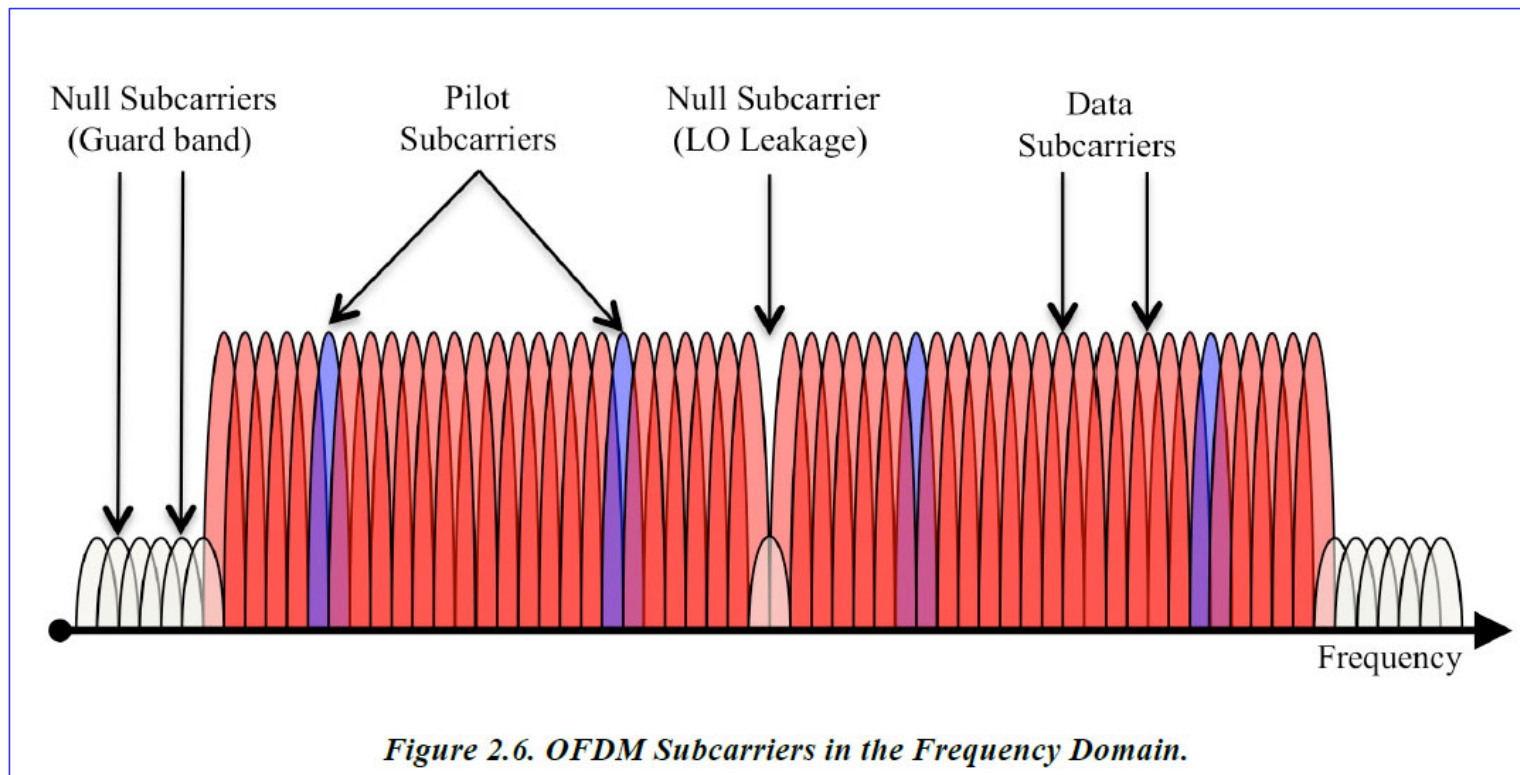 Null Subcarriers
(Guard band)
Pilot
Subcarriers
Null Subcarrier
(LO Leakage)
Data
Subcarriers
Frequency
Figure 2.6. OFDM Subcarriers in the Frequency Domain.